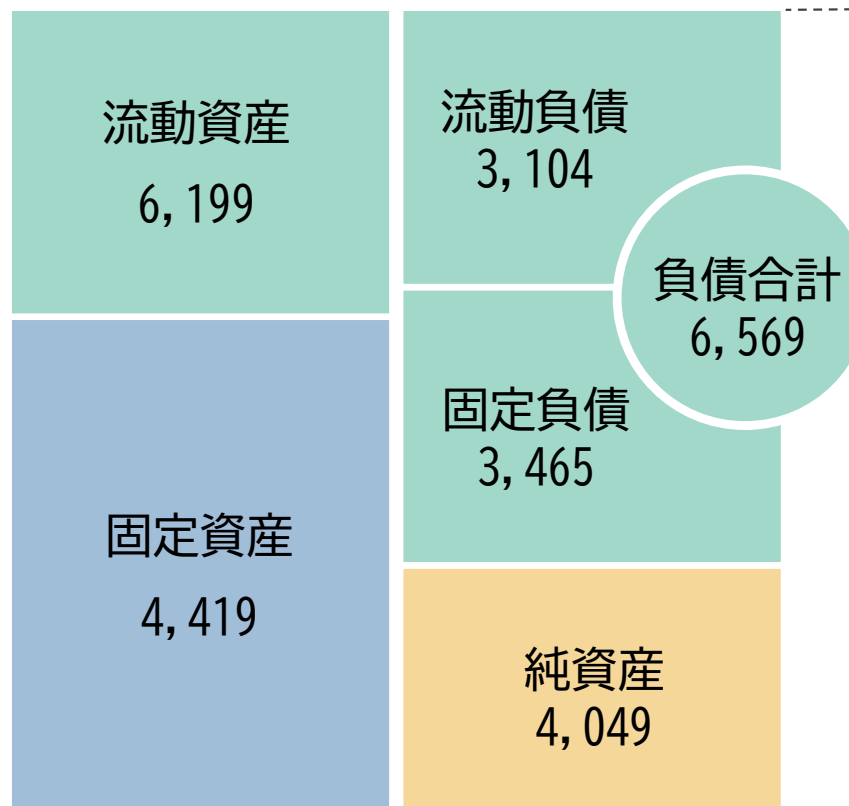 流動資産
6,199
固定資産
4,419
流動負債
3,104
負債合計
6,569
固定負債
3,465
純資産
4,049